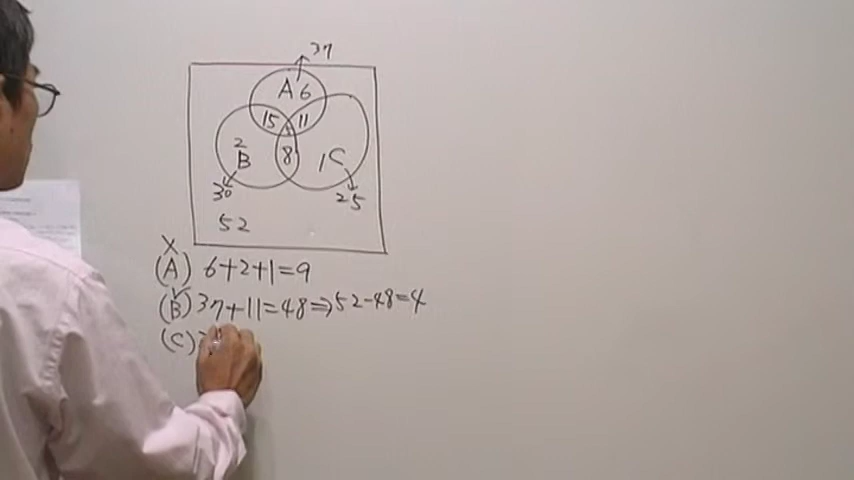 37
A 6
15 11
2
B 8 1 C
30 25
52
X
(A) 6+2+1=9
✓
(B) 37+11=48⇒52-48=4
(C)